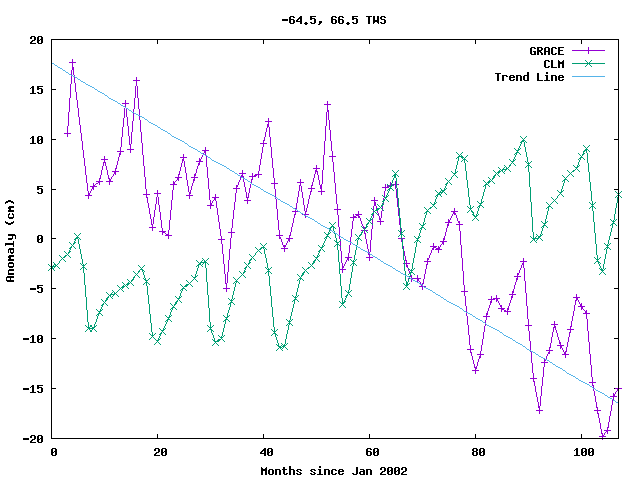 -64.5, 66.5 TWS
20
15
10
5
0
-5
-10
-15
-20
Anomaly (cm)
GRACE
CLM
Trend Line
0 20 40 60 80 100
Months since Jan 2002